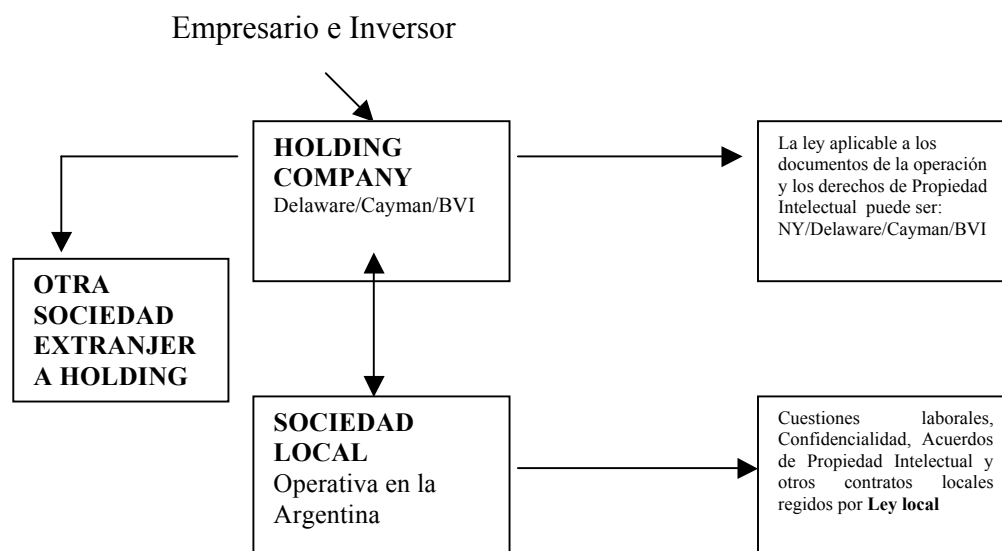 Empresario e Inversor
HOLDING
COMPANY
Delaware/Cayman/BVI
La ley aplicable a los
documentos de la operación
y los derechos de Propiedad
Intelectual puede ser:
NY/Delaware/Cayman/BVI
OTRA
SOCIEDAD
EXTRANJER
A HOLDING
SOCIEDAD
LOCAL
Operativa en la
Argentina
Cuestiones laborales,
Confidencialidad, Acuerdos
de Propiedad Intelectual y
otros contratos locales
regidos por Ley local